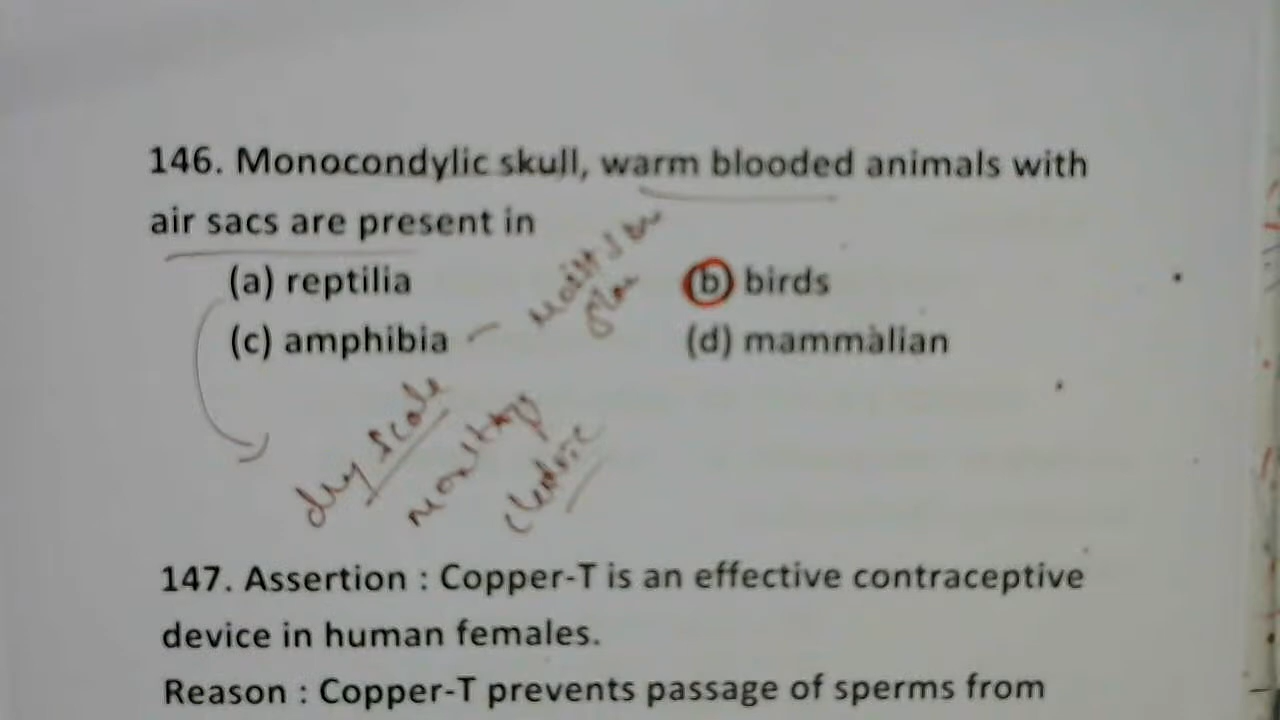 146. Monocondylic skull, warm blooded animals with
air sacs are present in
(a) reptilia (b) birds
(c) amphibia (d) mammalian
dry scale
147. Assertion : Copper-T is an effective contraceptive
device in human females.
Reason : Copper-T prevents passage of sperms from